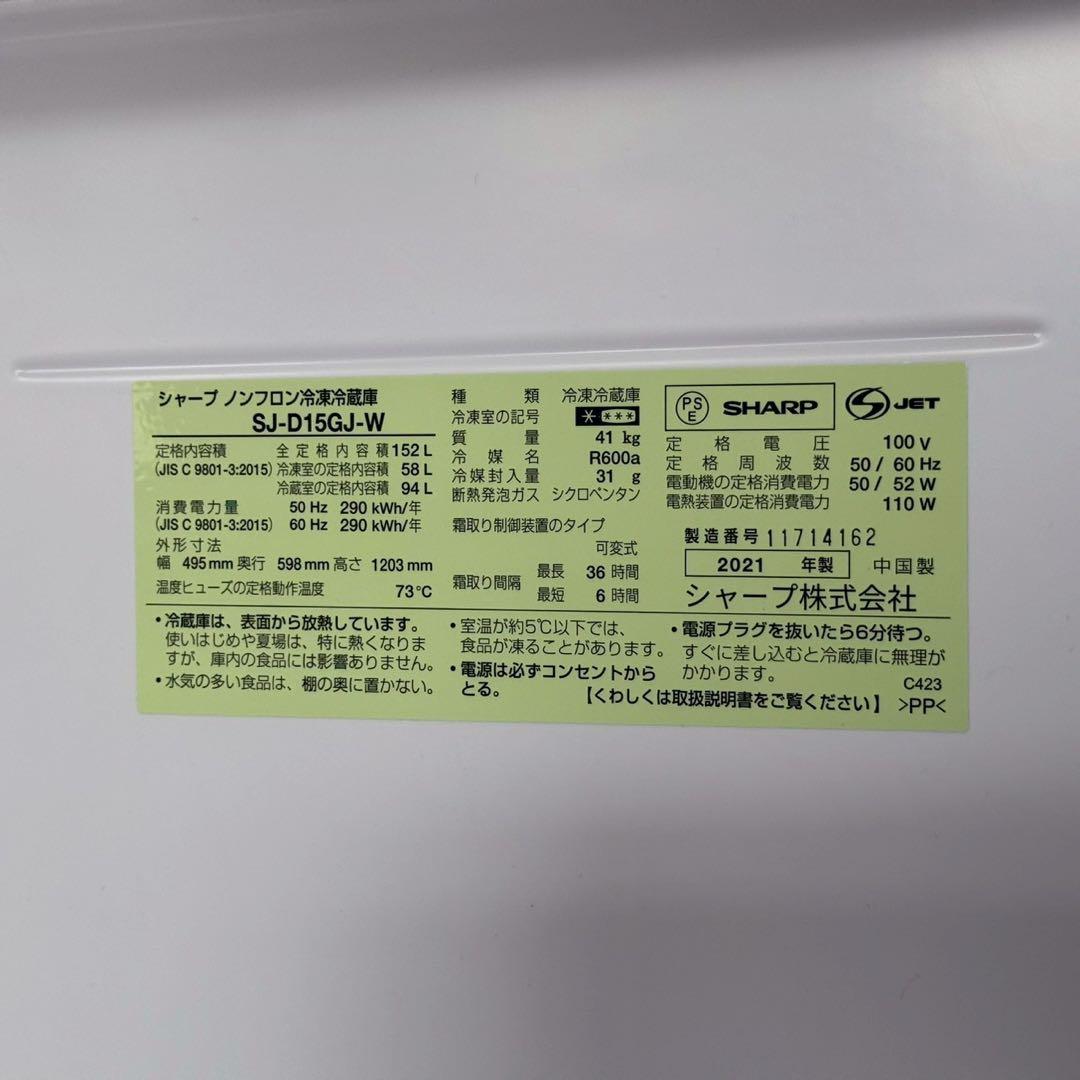 シャープ ノンフロン冷凍冷蔵庫
SJ-D15GJ-W
定格内容積 全定格内容積 152 L
(JIS C 9801-3:2015) 冷凍室の定格内容積 58 L
冷蔵室の定格内容積 94 L
消費電力量 50 Hz 290 kWh/年
(JIS C 9801-3:2015) 60 Hz 290 kWh/年
外形寸法
幅 495 mm 奥行 598 mm 高さ 1203 mm
温度ヒューズの定格動作温度 73℃
種類 冷凍冷蔵庫
冷凍室の記号 * ***
質量 41 kg
冷媒名 R600a
冷媒封入量 31 g
断熱発泡ガス シクロペンタン
霜取り制御装置のタイプ
可変式
霜取り間隔 最長 36 時間
最短 6 時間
PSE SHARP S JET
定格電圧 100 V
定格周波数 50 / 60 Hz
電動機の定格消費電力 50 / 52 W
電熱装置の定格消費電力 110 W
製造番号 11714162
2021 年製 中国製
シャープ株式会社
・冷蔵庫は、表面から放熱しています。
使いはじめや夏場は、特に熱くなりま
すが、庫内の食品には影響ありません。
・水気の多い食品は、棚の奥に置かない。
・室温が約5℃以下では、
食品が凍ることがあります。
・電源は必ずコンセントから
とる。
・電源プラグを抜いたら6分待つ。
すぐに差し込むと冷蔵庫に無理が
かかります。
C423
【くわしくは取扱説明書をご覧ください】 >PP<